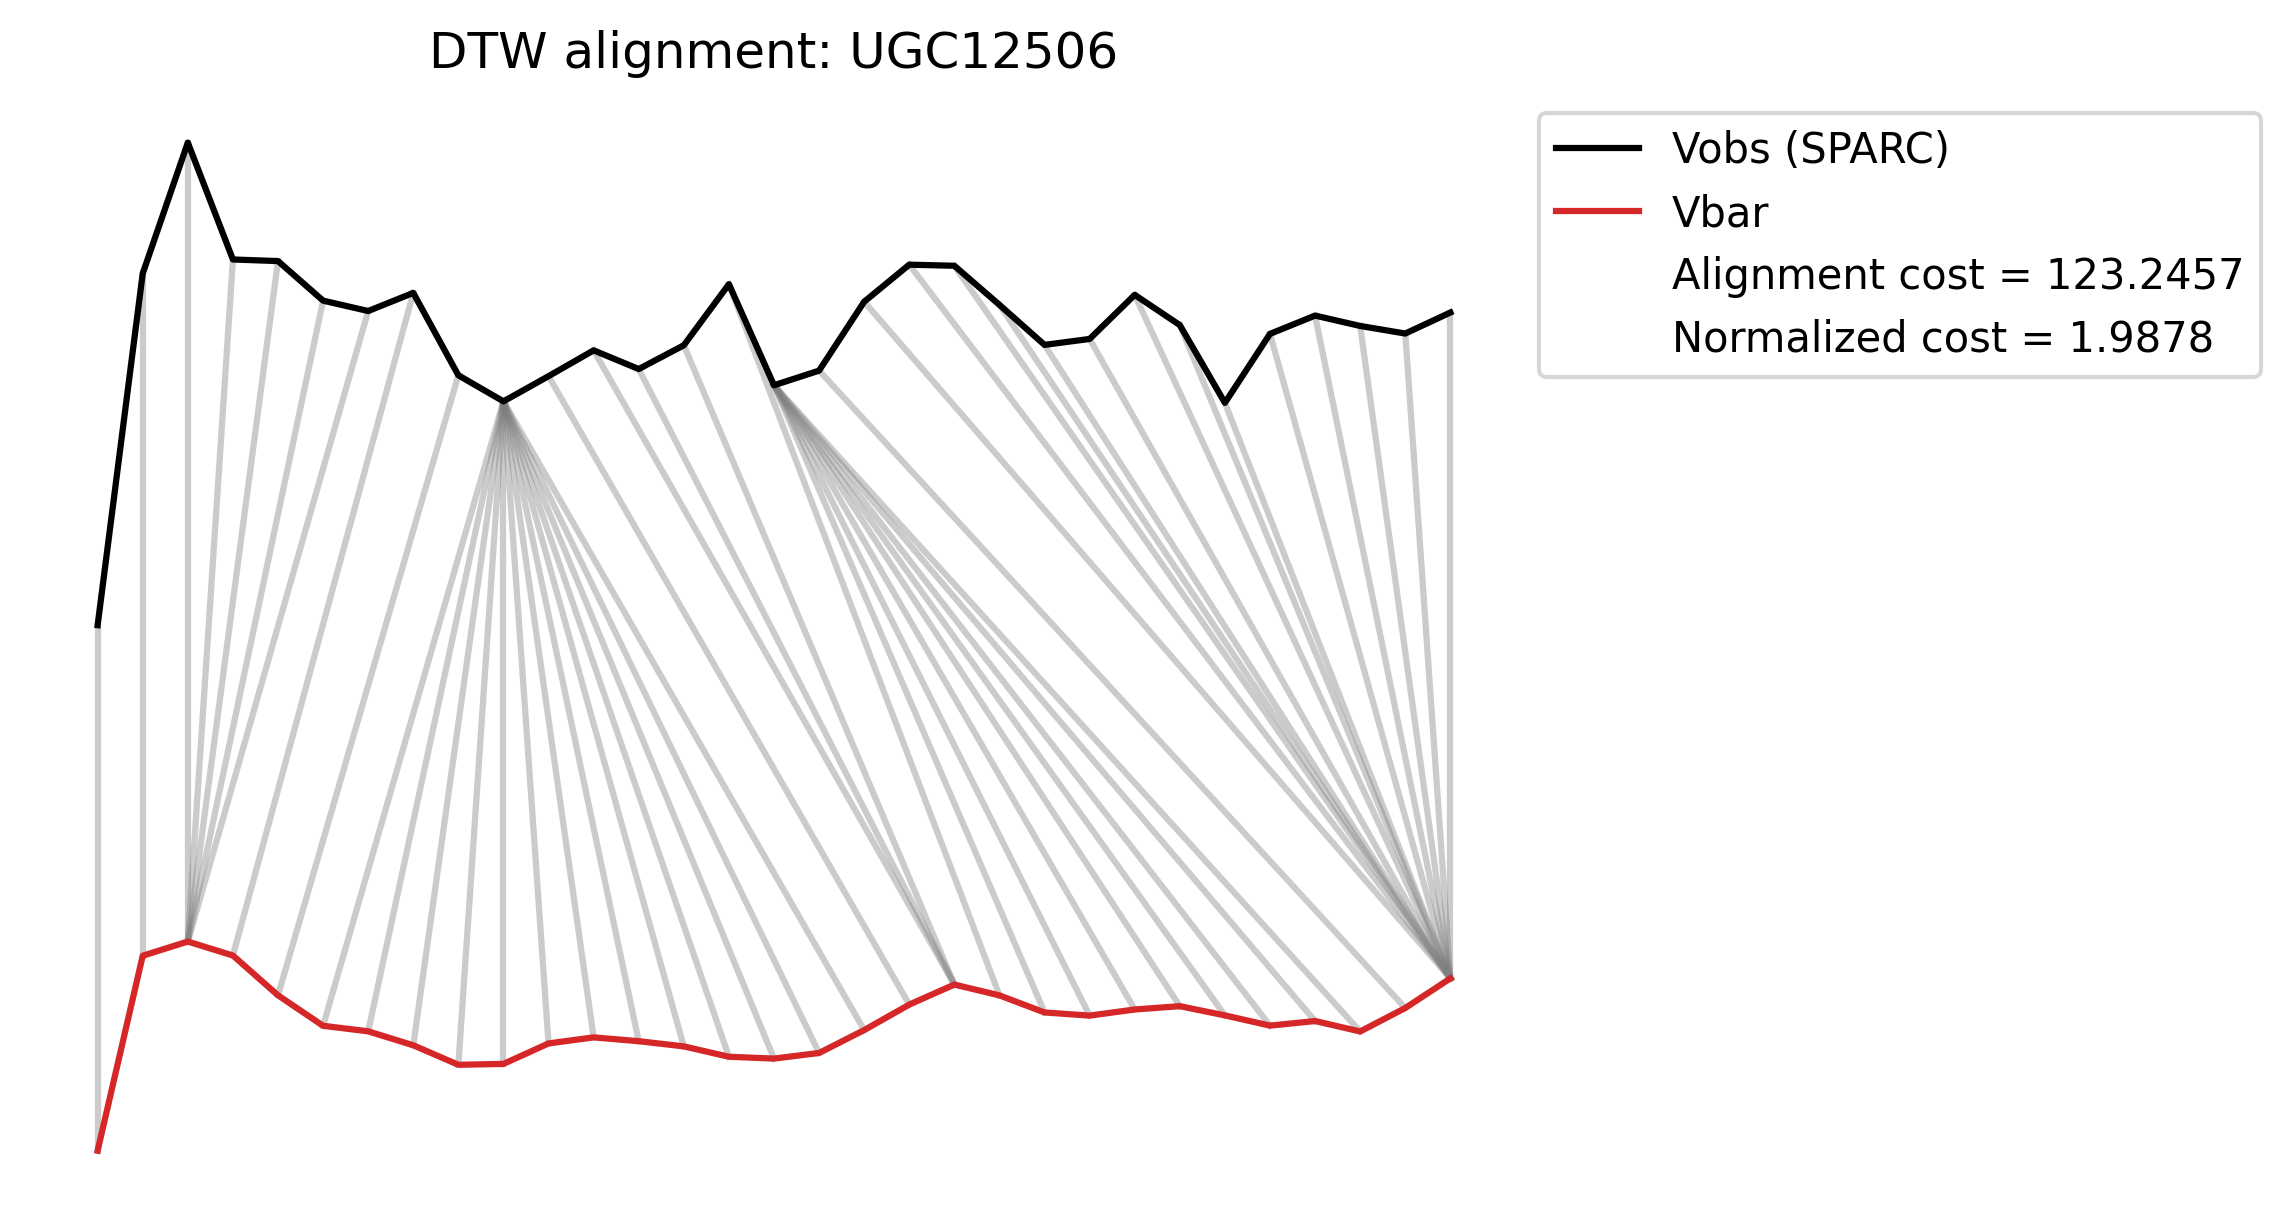 DTW alignment: UGC12506
Vobs (SPARC)
Vbar
Alignment cost = 123.2457
Normalized cost = 1.9878